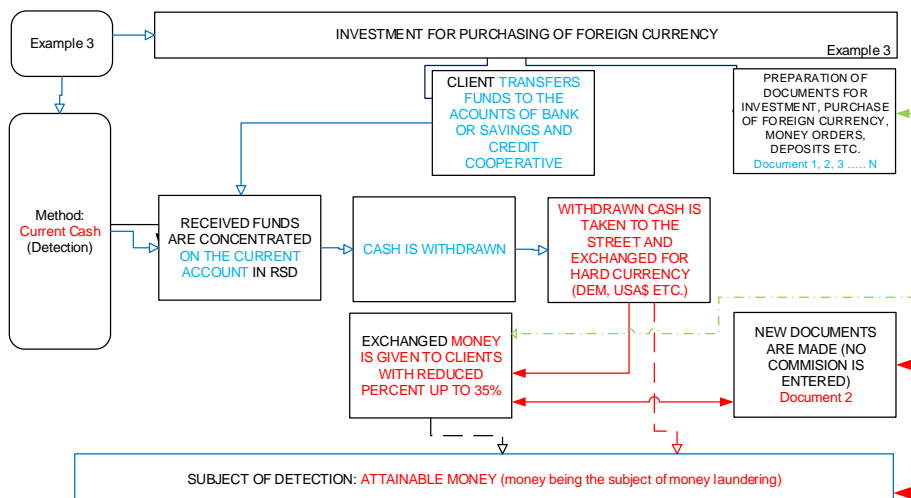 Example 3
INVESTMENT FOR PURCHASING OF FOREIGN CURRENCY
Example 3
CLIENT TRANSFERS
FUNDS TO THE
ACOUNTS OF BANK
OR SAVINGS AND
CREDIT
COOPERATIVE
PREPARATION OF
DOCUMENTS FOR
INVESTMENT, PURCHASE
OF FOREIGN CURRENCY,
MONEY ORDERS,
DEPOSITS ETC.
Document 1, 2, 3 ..... N
Method:
Current Cash
(Detection)
RECEIVED FUNDS
ARE CONCENTRATED
ON THE CURRENT
ACCOUNT IN RSD
CASH IS WITHDRAWN
WITHDRAWN CASH IS
TAKEN TO THE
STREET AND
EXCHANGED FOR
HARD CURRENCY
(DEM, USA$ ETC.)
EXCHANGED MONEY
IS GIVEN TO CLIENTS
WITH REDUCED
PERCENT UP TO 35%
NEW DOCUMENTS
ARE MADE (NO
COMMISION IS
ENTERED)
Document 2
SUBJECT OF DETECTION: ATTAINABLE MONEY (money being the subject of money laundering)